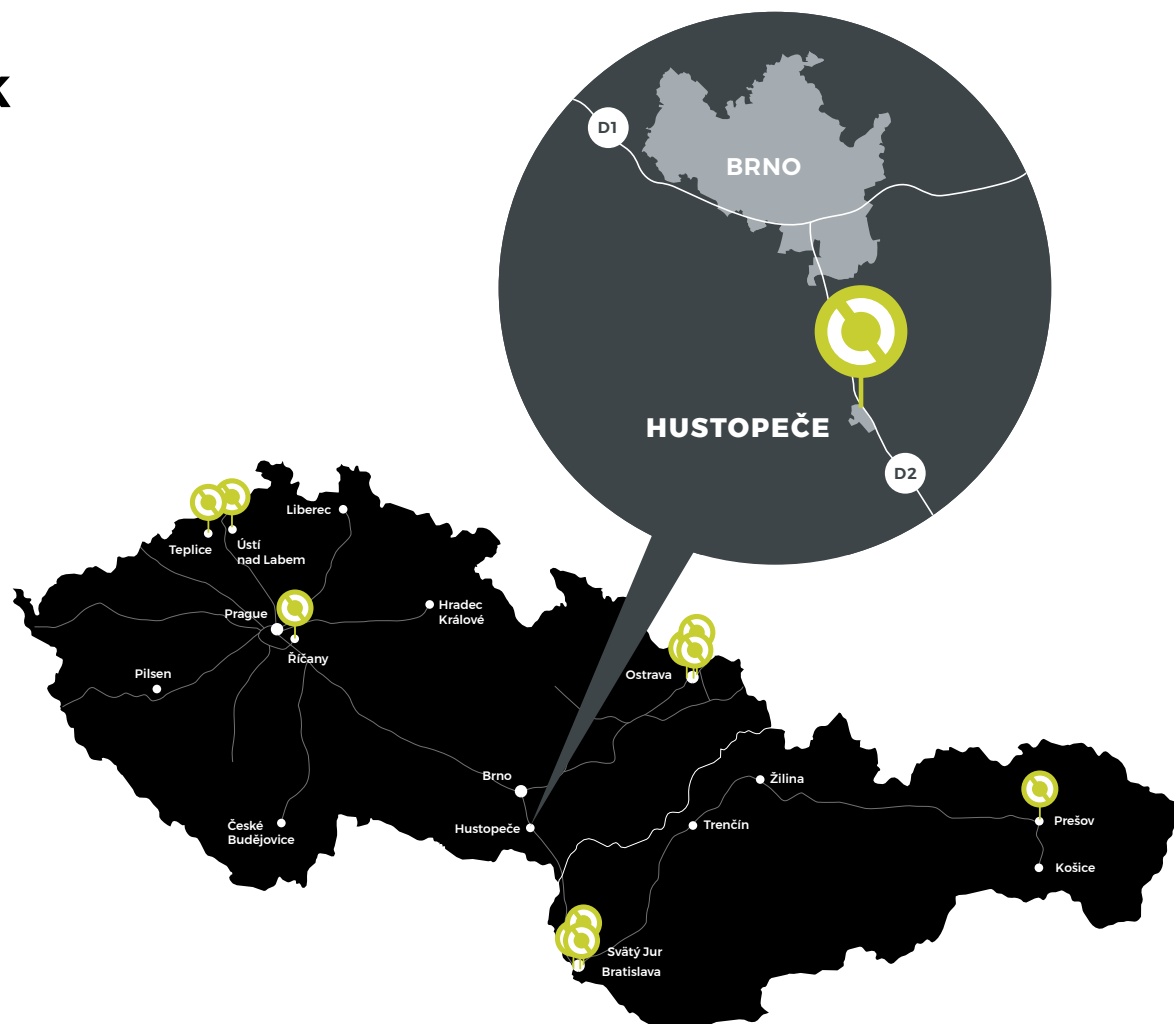 K
D1
BRNO
HUSTOPEČE
D2
Liberec
Teplice
Ústí
nad Labem
Prague
Hradec
Králové
Říčany
Pilsen
Ostrava
Brno
Žilina
Hustopeče
České
Budějovice
Trenčín
Prešov
Košice
Svätý Jur
Bratislava